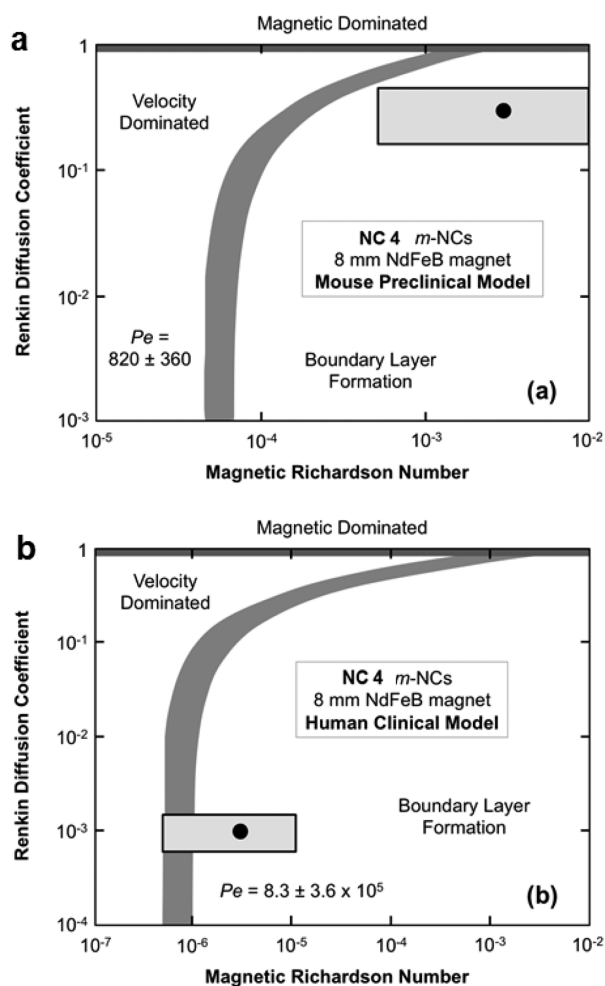 a
Magnetic Dominated
1
10⁻¹
10⁻²
10⁻³
Renkin Diffusion Coefficient
Velocity
Dominated
NC 4 m-NCs
8 mm NdFeB magnet
Mouse Preclinical Model
Pe =
820 ± 360
Boundary Layer
Formation
(a)
10⁻⁵ 10⁻⁴ 10⁻³ 10⁻²
Magnetic Richardson Number
b
Magnetic Dominated
1
10⁻¹
10⁻²
10⁻³
10⁻⁴
Renkin Diffusion Coefficient
Velocity
Dominated
NC 4 m-NCs
8 mm NdFeB magnet
Human Clinical Model
Boundary Layer
Formation
Pe = 8.3 ± 3.6 x 10⁵
(b)
10⁻⁷ 10⁻⁶ 10⁻⁵ 10⁻⁴ 10⁻³ 10⁻²
Magnetic Richardson Number